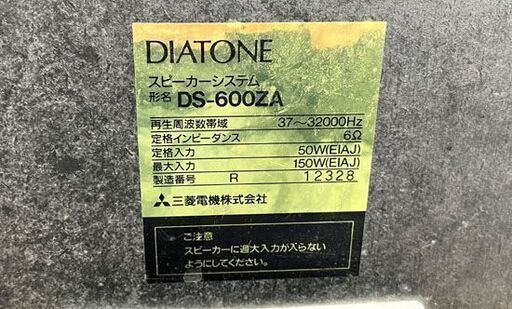 DIATONE
スピーカーシステム
形名 DS-600ZA
再生周波数帯域 37～32000Hz
定格インピーダンス 6Ω
定格入力 50W(EIAJ)
最大入力 150W(EIAJ)
製造番号 R 12328
三菱電機株式会社
ご注意
スピーカーに過大入力が入らない
ようにしてください。